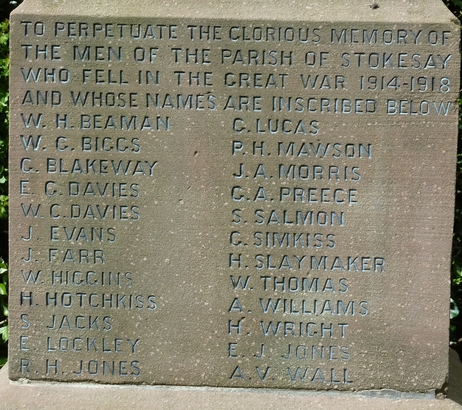 TO PERPETUATE THE GLORIOUS MEMORY OF
THE MEN OF THE PARISH OF STOKESAY
WHO FELL IN THE GREAT WAR 1914-1918
AND WHOSE NAMES ARE INSCRIBED BELOW
W. H. BEAMAN
W. G. BIGGS
G. BLAKEWAY
E. G. DAVIES
W. C. DAVIES
J. EVANS
J. FARR
W. HIGGINS
H. HOTCHKISS
S. JACKS
E. LOCKLEY
R. H. JONES
G. LUCAS
P. H. MAWSON
J. A. MORRIS
G. A. PREECE
S. SALMON
G. SIMKISS
H. SLAYMAKER
W. THOMAS
A. WILLIAMS
H. WRIGHT
E. J. JONES
A. V. WALL